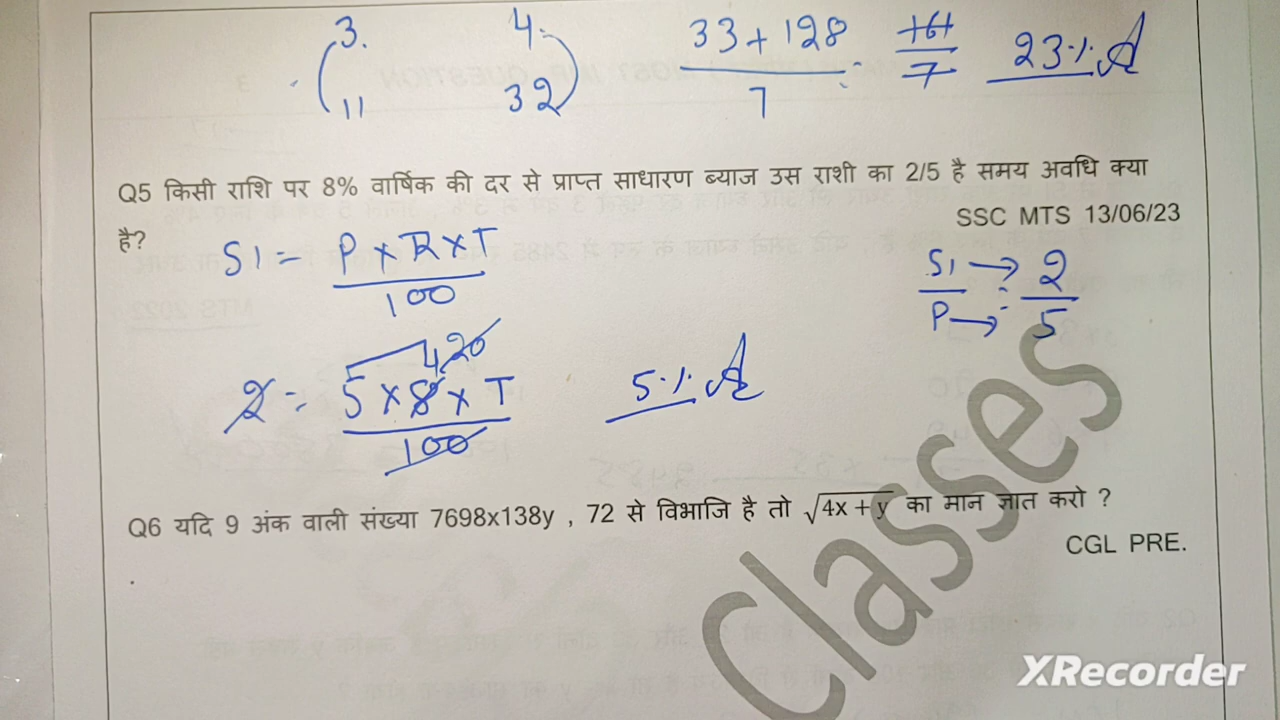 3. 4. 33 + 128 161 23% A
11 32 7 7
Q5 किसी राशि पर 8% वार्षिक की दर से प्राप्त साधारण ब्याज उस राशी का 2/5 है समय अवधि क्या
है? SSC MTS 13/06/23
SI = P × R × T
100
SI → 2
P → 5
4 20
2 = 5 × 8 × T 5% A
100
Q6 यदि 9 अंक वाली संख्या 7698x138y , 72 से विभाजि है तो √4x + y का मान ज्ञात करो ?
CGL PRE.
Classes
XRecorder